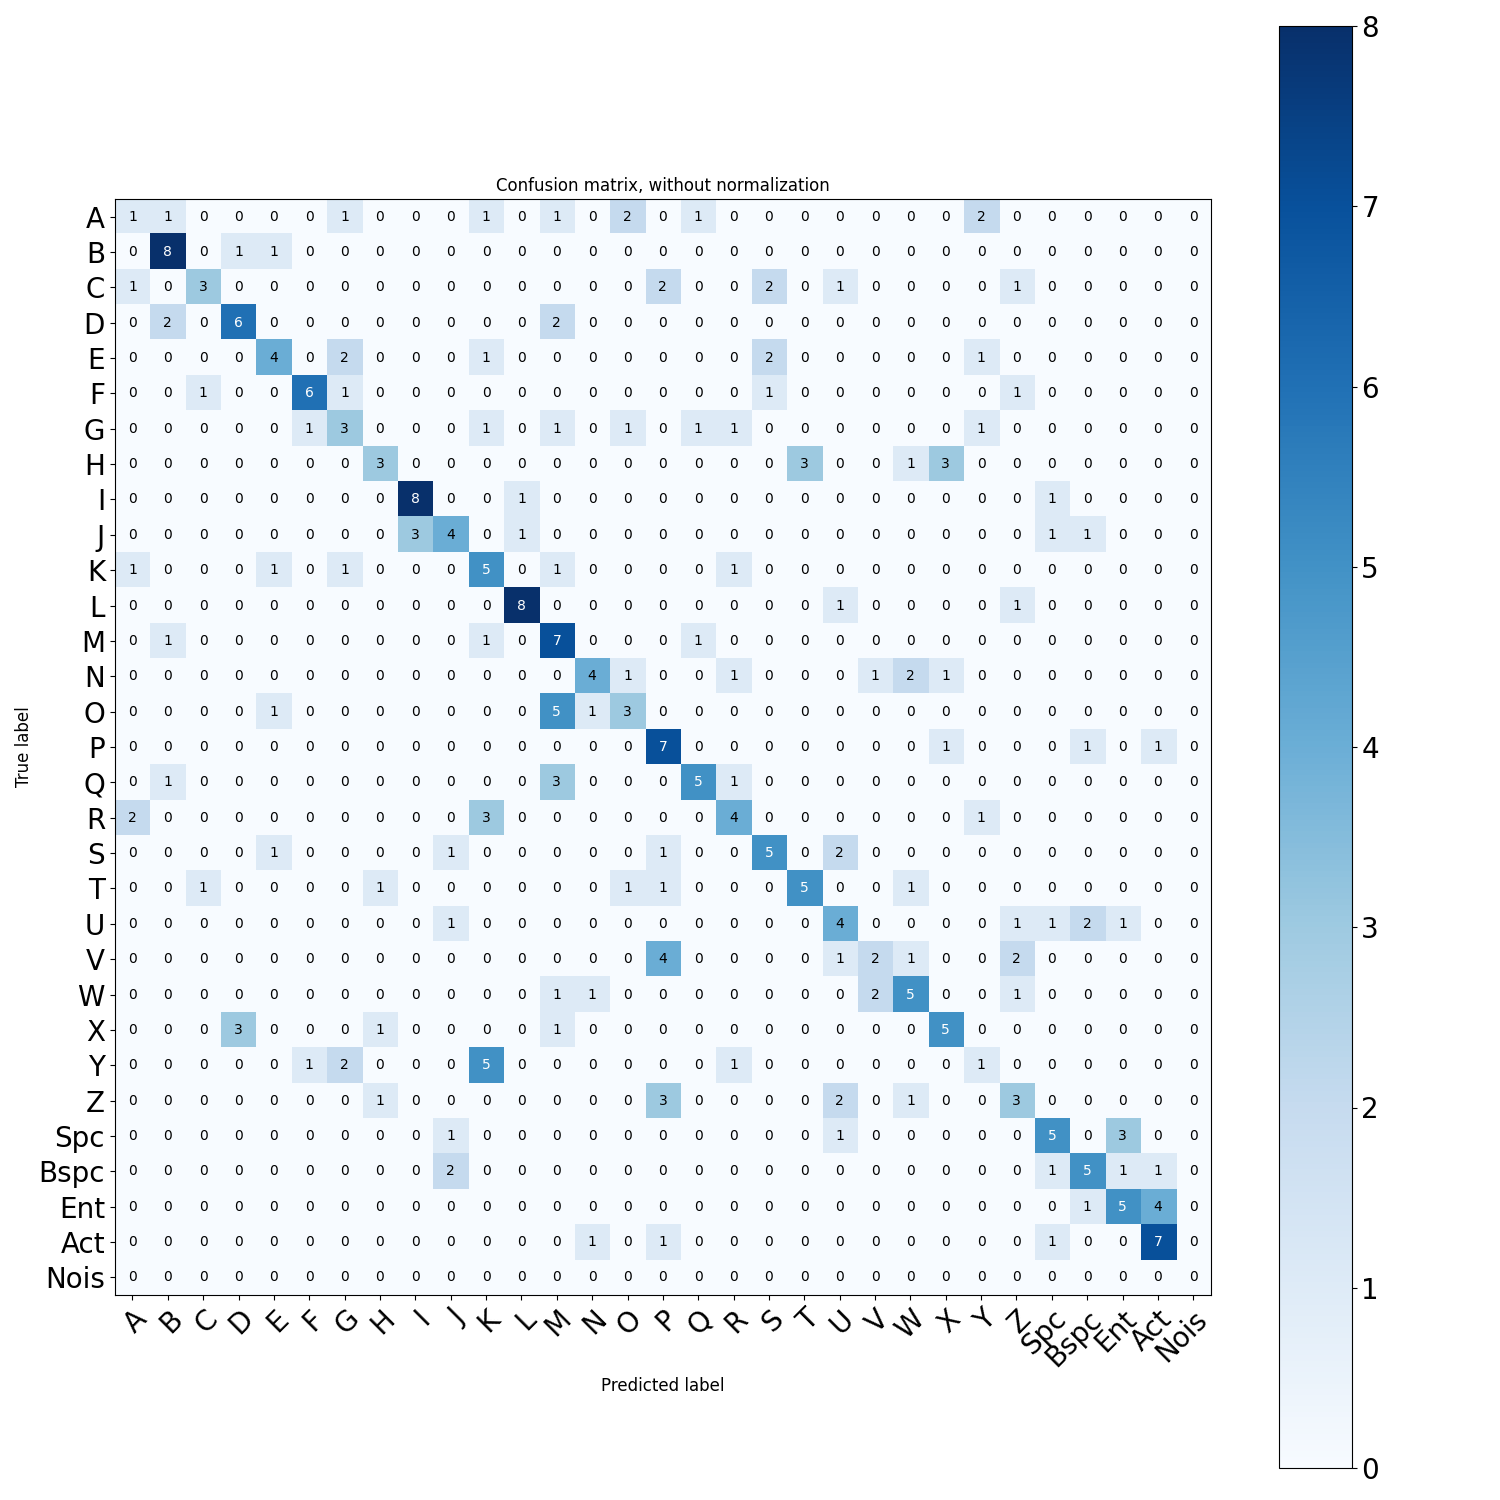 Confusion matrix, without normalization
A 1 1 0 0 0 0 1 0 0 0 1 0 1 0 2 0 1 0 0 0 0 0 0 0 2 0 0 0 0 0 0
B 0 8 0 1 1 0 0 0 0 0 0 0 0 0 0 0 0 0 0 0 0 0 0 0 0 0 0 0 0 0 0
C 1 0 3 0 0 0 0 0 0 0 0 0 0 0 0 2 0 0 2 0 1 0 0 0 0 1 0 0 0 0 0
D 0 2 0 6 0 0 0 0 0 0 0 0 2 0 0 0 0 0 0 0 0 0 0 0 0 0 0 0 0 0 0
E 0 0 0 0 4 0 2 0 0 0 1 0 0 0 0 0 0 0 2 0 0 0 0 0 1 0 0 0 0 0 0
F 0 0 1 0 0 6 1 0 0 0 0 0 0 0 0 0 0 0 1 0 0 0 0 0 0 1 0 0 0 0 0
G 0 0 0 0 0 1 3 0 0 0 1 0 1 0 1 0 1 1 0 0 0 0 0 0 1 0 0 0 0 0 0
H 0 0 0 0 0 0 0 3 0 0 0 0 0 0 0 0 0 0 0 3 0 0 1 3 0 0 0 0 0 0 0
I 0 0 0 0 0 0 0 0 8 0 0 1 0 0 0 0 0 0 0 0 0 0 0 0 0 0 1 0 0 0 0
J 0 0 0 0 0 0 0 0 3 4 0 1 0 0 0 0 0 0 0 0 0 0 0 0 0 0 1 1 0 0 0
K 1 0 0 0 1 0 1 0 0 0 5 0 1 0 0 0 0 1 0 0 0 0 0 0 0 0 0 0 0 0 0
L 0 0 0 0 0 0 0 0 0 0 0 8 0 0 0 0 0 0 0 0 1 0 0 0 0 1 0 0 0 0 0
M 0 1 0 0 0 0 0 0 0 0 1 0 7 0 0 0 1 0 0 0 0 0 0 0 0 0 0 0 0 0 0
N 0 0 0 0 0 0 0 0 0 0 0 0 0 4 1 0 0 1 0 0 0 1 2 1 0 0 0 0 0 0 0
O 0 0 0 0 1 0 0 0 0 0 0 0 5 1 3 0 0 0 0 0 0 0 0 0 0 0 0 0 0 0 0
P 0 0 0 0 0 0 0 0 0 0 0 0 0 0 0 7 0 0 0 0 0 0 0 1 0 0 0 1 0 1 0
Q 0 1 0 0 0 0 0 0 0 0 0 0 3 0 0 0 5 1 0 0 0 0 0 0 0 0 0 0 0 0 0
R 2 0 0 0 0 0 0 0 0 0 3 0 0 0 0 0 0 4 0 0 0 0 0 0 1 0 0 0 0 0 0
S 0 0 0 0 1 0 0 0 0 1 0 0 0 0 0 1 0 0 5 0 2 0 0 0 0 0 0 0 0 0 0
T 0 0 1 0 0 0 0 1 0 0 0 0 0 0 1 1 0 0 0 5 0 0 1 0 0 0 0 0 0 0 0
U 0 0 0 0 0 0 0 0 0 1 0 0 0 0 0 0 0 0 0 0 4 0 0 0 0 1 1 2 1 0 0
V 0 0 0 0 0 0 0 0 0 0 0 0 0 0 0 4 0 0 0 0 1 2 1 0 0 2 0 0 0 0 0
W 0 0 0 0 0 0 0 0 0 0 0 0 1 1 0 0 0 0 0 0 0 2 5 0 0 1 0 0 0 0 0
X 0 0 0 3 0 0 0 1 0 0 0 0 1 0 0 0 0 0 0 0 0 0 0 5 0 0 0 0 0 0 0
Y 0 0 0 0 0 1 2 0 0 0 5 0 0 0 0 0 0 1 0 0 0 0 0 0 1 0 0 0 0 0 0
Z 0 0 0 0 0 0 0 1 0 0 0 0 0 0 0 3 0 0 0 0 2 0 1 0 0 3 0 0 0 0 0
Spc 0 0 0 0 0 0 0 0 0 1 0 0 0 0 0 0 0 0 0 0 1 0 0 0 0 0 5 0 3 0 0
Bspc 0 0 0 0 0 0 0 0 0 2 0 0 0 0 0 0 0 0 0 0 0 0 0 0 0 0 1 5 1 1 0
Ent 0 0 0 0 0 0 0 0 0 0 0 0 0 0 0 0 0 0 0 0 0 0 0 0 0 0 0 1 5 4 0
Act 0 0 0 0 0 0 0 0 0 0 0 0 0 1 0 1 0 0 0 0 0 0 0 0 0 0 1 0 0 7 0
Nois 0 0 0 0 0 0 0 0 0 0 0 0 0 0 0 0 0 0 0 0 0 0 0 0 0 0 0 0 0 0 0
A B C D E F G H I J K L M N O P Q R S T U V W X Y Z Spc Bspc Ent Act Nois
Predicted label
True label
8
7
6
5
4
3
2
1
0